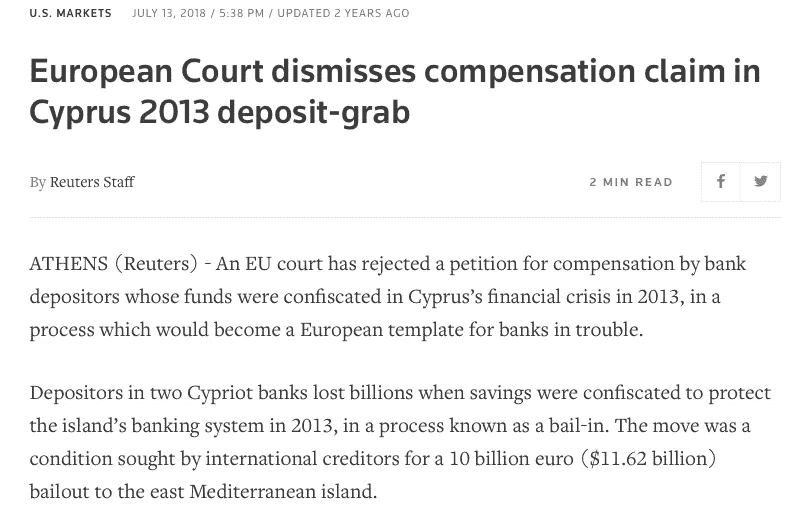 U.S. MARKETS JULY 13, 2018 / 5:38 PM / UPDATED 2 YEARS AGO
European Court dismisses compensation claim in
Cyprus 2013 deposit-grab
By Reuters Staff 2 MIN READ
ATHENS (Reuters) - An EU court has rejected a petition for compensation by bank
depositors whose funds were confiscated in Cyprus’s financial crisis in 2013, in a
process which would become a European template for banks in trouble.
Depositors in two Cypriot banks lost billions when savings were confiscated to protect
the island’s banking system in 2013, in a process known as a bail-in. The move was a
condition sought by international creditors for a 10 billion euro ($11.62 billion)
bailout to the east Mediterranean island.